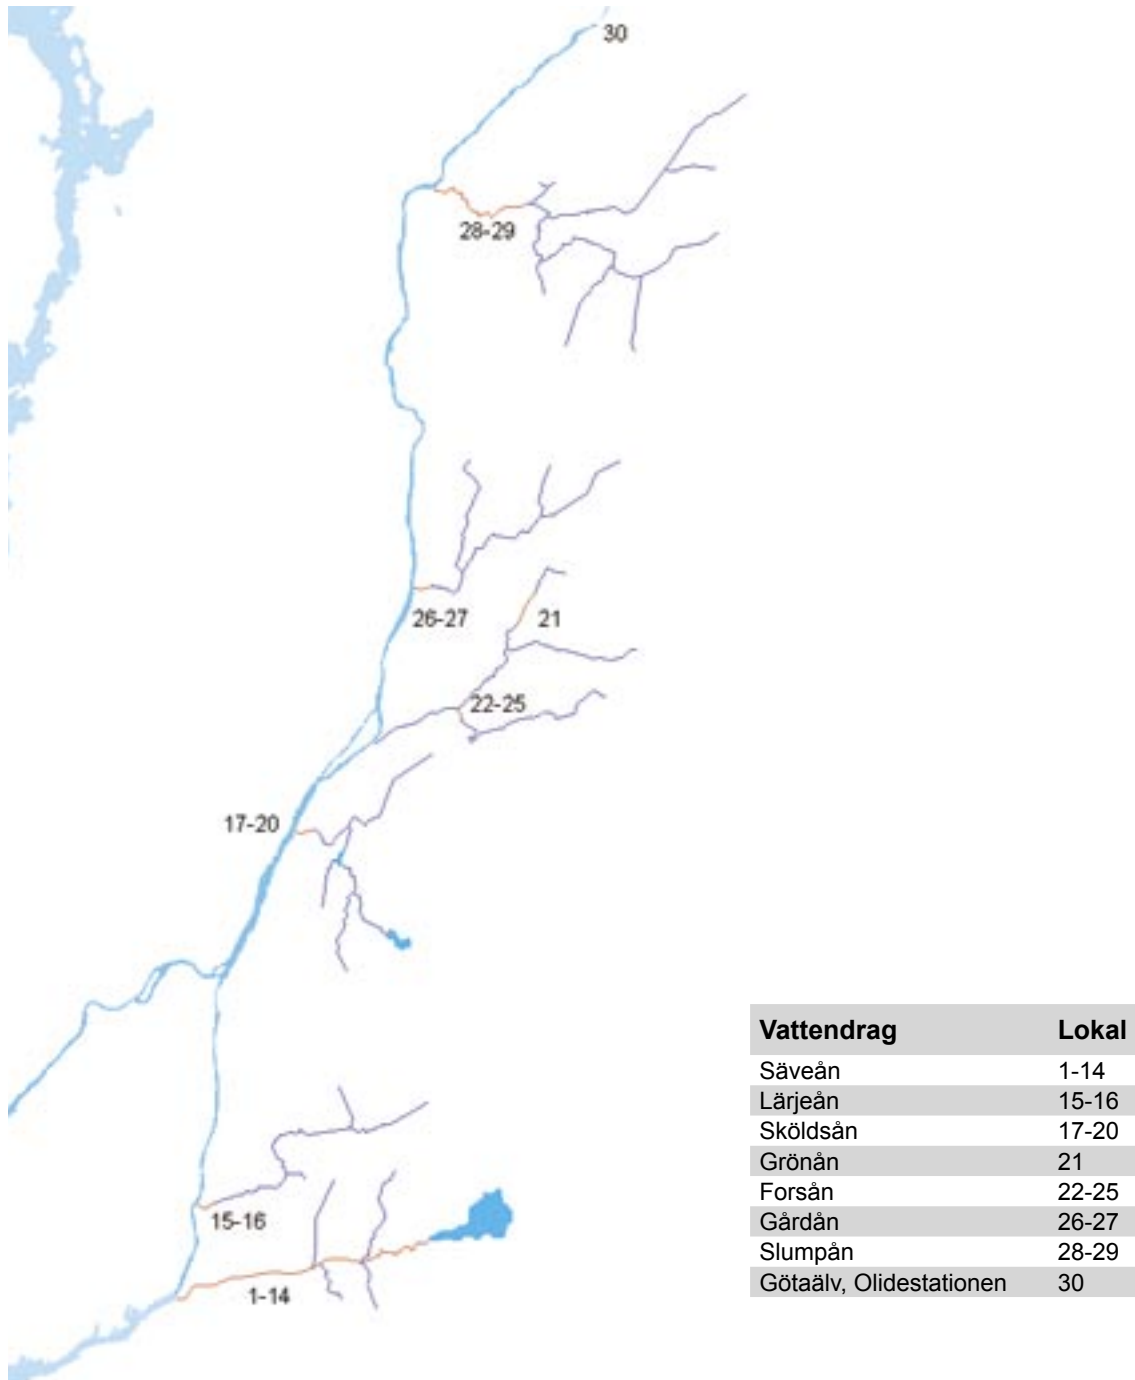 30
28-29
26-27
21
22-25
17-20
15-16
1-14
Vattendrag Lokal
Säveån 1-14
Lärjeån 15-16
Sköldsån 17-20
Grönån 21
Forsån 22-25
Gårdån 26-27
Slumpån 28-29
Götaälv, Olidestationen 30